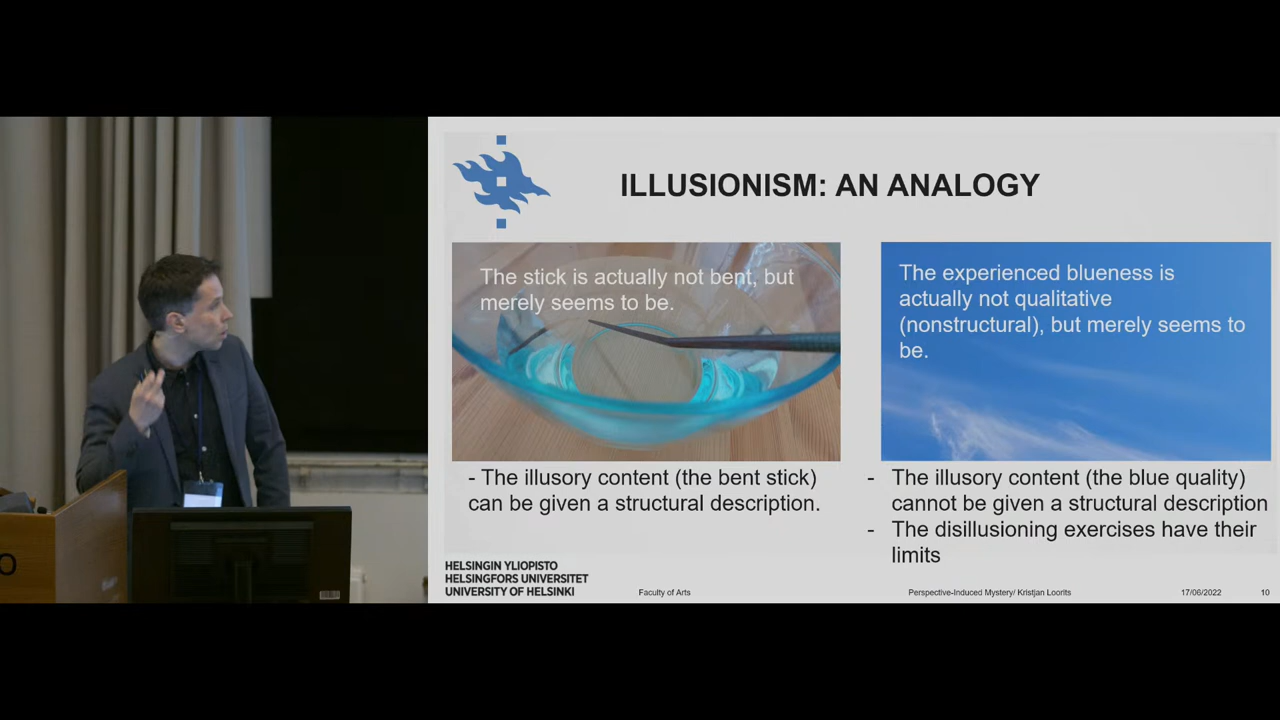 ILLUSIONISM: AN ANALOGY
The stick is actually not bent, but
merely seems to be.
The experienced blueness is
actually not qualitative
(nonstructural), but merely seems to
be.
- The illusory content (the bent stick)
can be given a structural description.
- The illusory content (the blue quality)
cannot be given a structural description
- The disillusioning exercises have their
limits
HELSINGIN YLIOPISTO
HELSINGFORS UNIVERSITET
UNIVERSITY OF HELSINKI
Faculty of Arts
Perspective-Induced Mystery/ Kristjan Loorits
17/06/2022
10
O